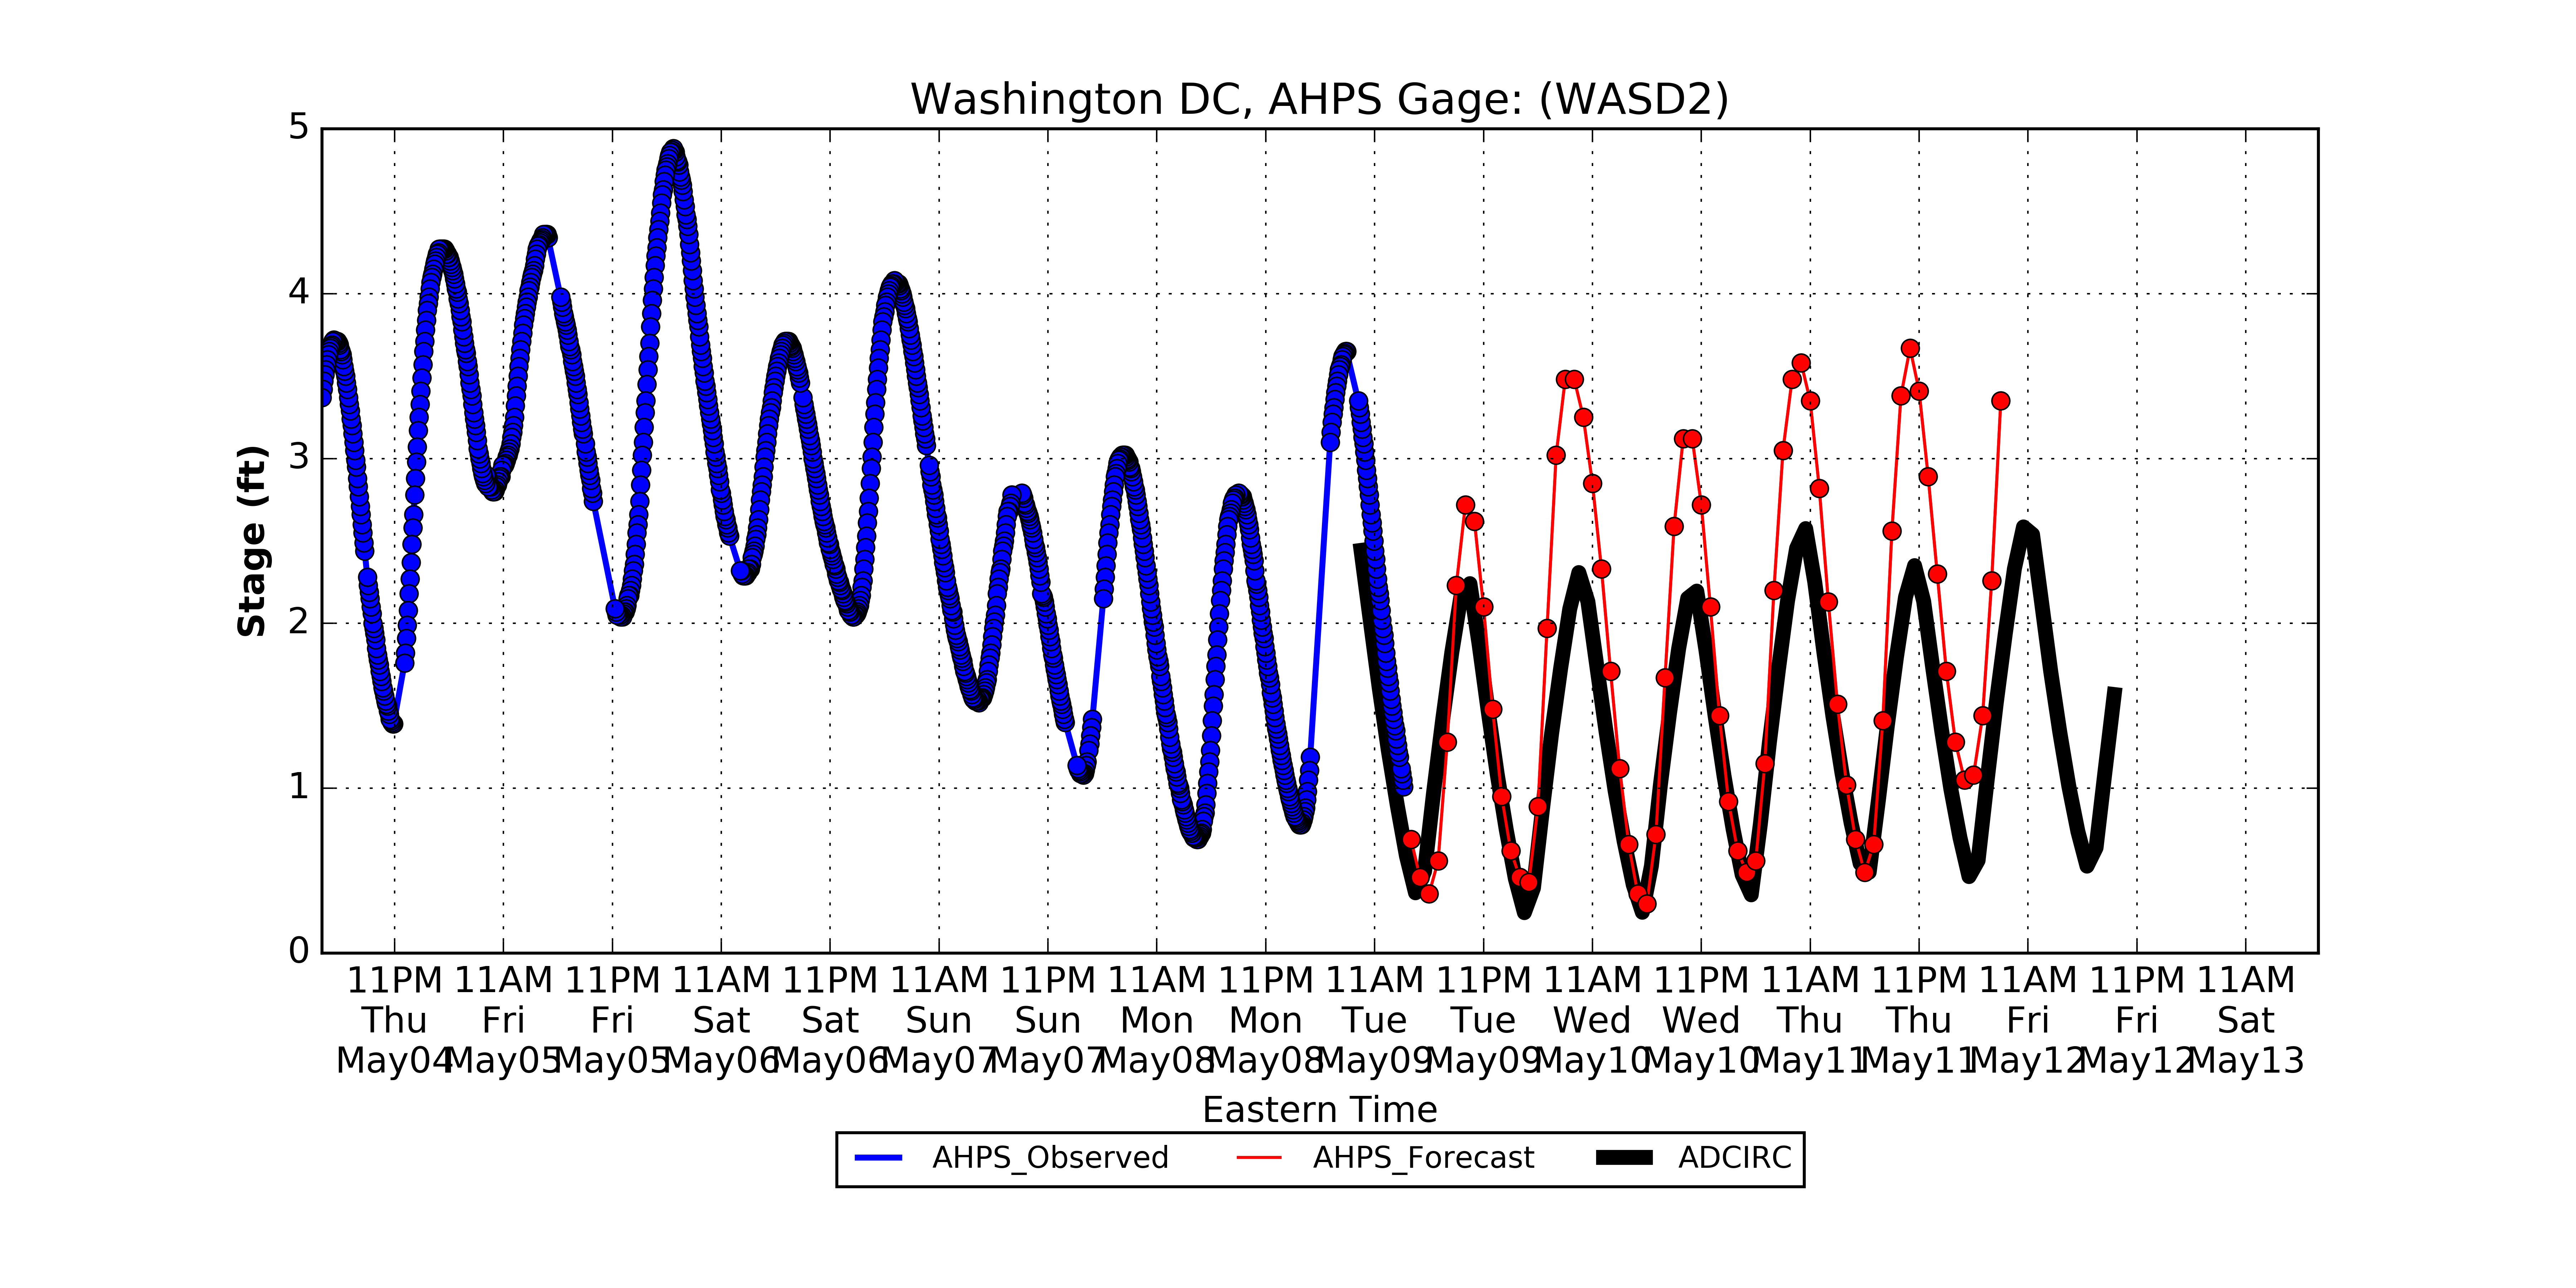 Washington DC, AHPS Gage: (WASD2)
Stage (ft)
5
4
3
2
1
0
11PM 11AM 11PM 11AM 11PM 11AM 11PM 11AM 11PM 11AM 11PM 11AM 11PM 11AM 11PM 11AM 11PM 11AM
Thu Fri Fri Sat Sat Sun Sun Mon Mon Tue Tue Wed Wed Thu Thu Fri Fri Sat
May04 May05 May05 May06 May06 May07 May07 May08 May08 May09 May09 May10 May10 May11 May11 May12 May12 May13
Eastern Time
AHPS_Observed AHPS_Forecast ADCIRC